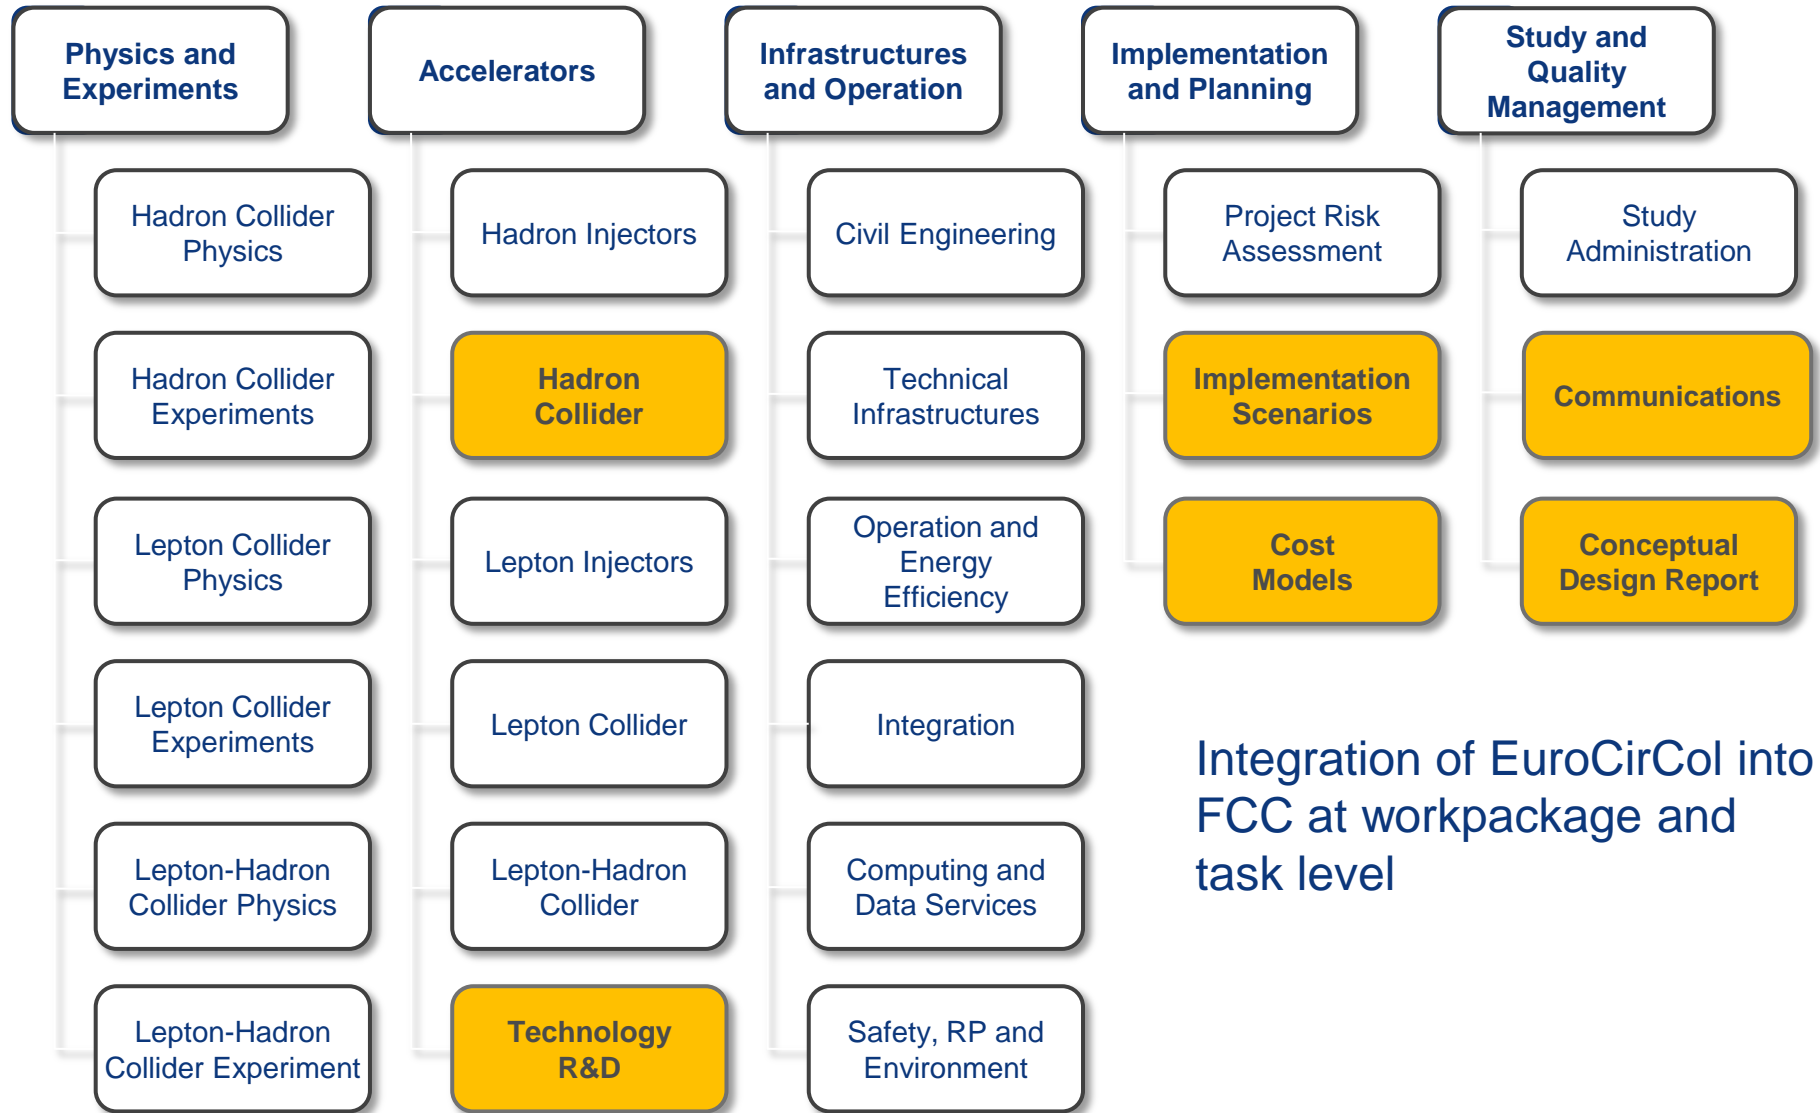 Physics and
Experiments
Hadron Collider
Physics
Hadron Collider
Experiments
Lepton Collider
Physics
Lepton Collider
Experiments
Lepton-Hadron
Collider Physics
Lepton-Hadron
Collider Experiment
Accelerators
Hadron Injectors
Hadron
Collider
Lepton Injectors
Lepton Collider
Lepton-Hadron
Collider
Technology
R&D
Infrastructures
and Operation
Civil Engineering
Technical
Infrastructures
Operation and
Energy
Efficiency
Integration
Computing and
Data Services
Safety, RP and
Environment
Implementation
and Planning
Project Risk
Assessment
Implementation
Scenarios
Cost
Models
Study and
Quality
Management
Study
Administration
Communications
Conceptual
Design Report
Integration of EuroCirCol into
FCC at workpackage and
task level